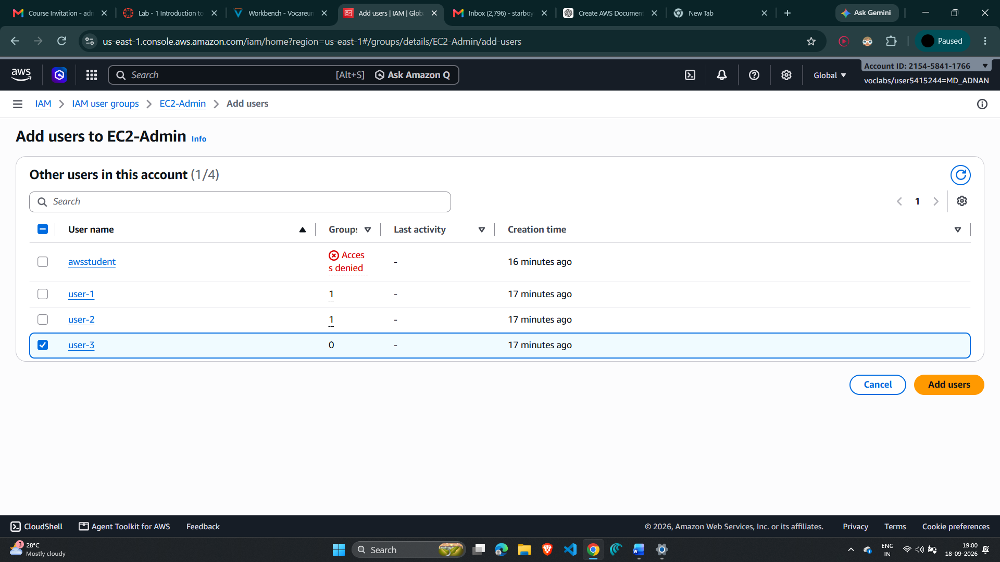 Course Invitation - adn
Lab - 1 Introduction to
Workbench - Vocareum
Add users | IAM | Globa
Inbox (2,796) - starboy
Create AWS Document
New Tab
Ask Gemini
us-east-1.console.aws.amazon.com/iam/home?region=us-east-1#/groups/details/EC2-Admin/add-users
Paused
aws
Search
[Alt+S]
Ask Amazon Q
Global
Account ID: 2154-5841-1766
voclabs/user5415244=MD_ADNAN
IAM
IAM user groups
EC2-Admin
Add users
Add users to EC2-Admin Info
Other users in this account (1/4)
Search
1
User name
Groups
Last activity
Creation time
awsstudent
Acces
s denied
-
16 minutes ago
user-1
1
-
17 minutes ago
user-2
1
-
17 minutes ago
user-3
0
-
17 minutes ago
Cancel
Add users
CloudShell
Agent Toolkit for AWS
Feedback
© 2026, Amazon Web Services, Inc. or its affiliates.
Privacy
Terms
Cookie preferences
3
28°C
Mostly cloudy
Search
ENG
IN
19:00
18-09-2026